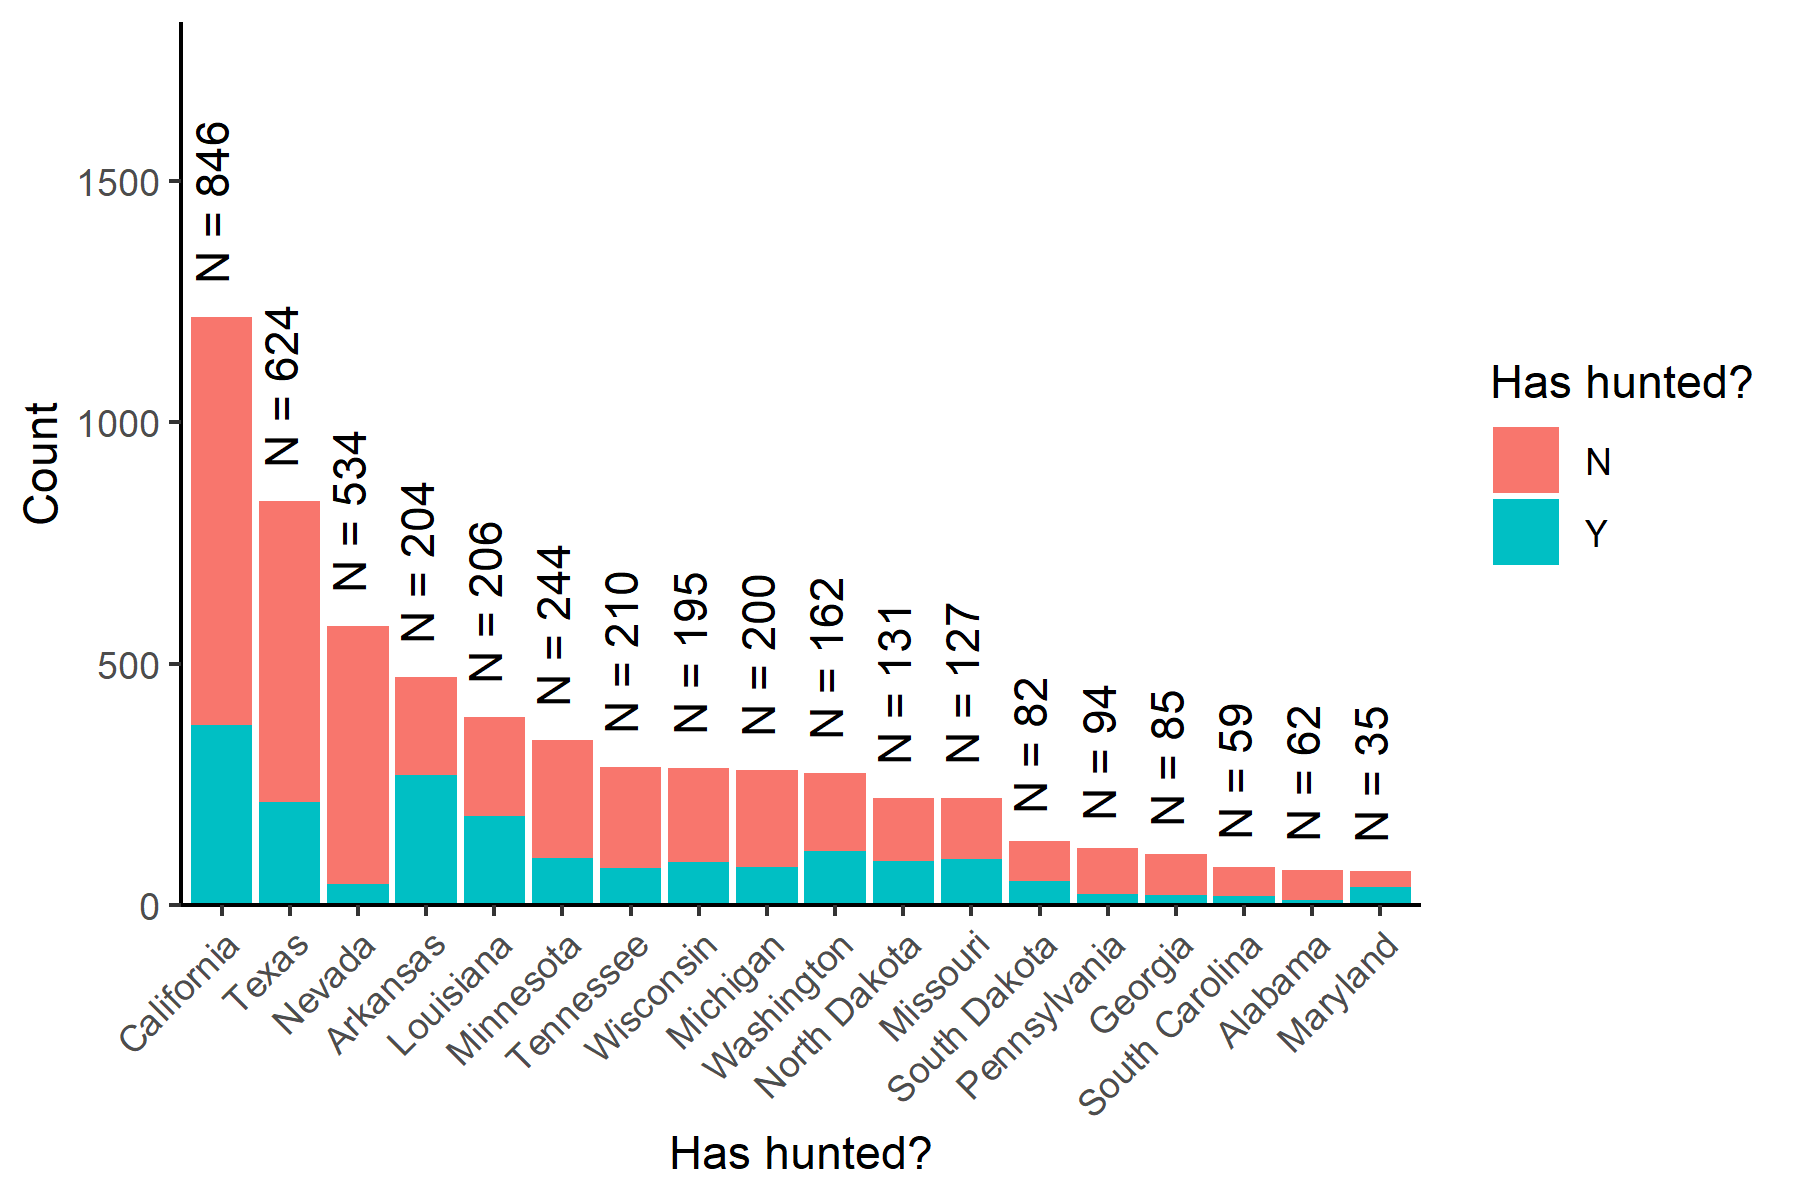 Count
1500
1000
500
0
N = 846
N = 624
N = 534
N = 204
N = 206
N = 244
N = 210
N = 195
N = 200
N = 162
N = 131
N = 127
N = 82
N = 94
N = 85
N = 59
N = 62
N = 35
California
Texas
Nevada
Arkansas
Louisiana
Minnesota
Tennessee
Wisconsin
Michigan
Washington
North Dakota
Missouri
South Dakota
Pennsylvania
Georgia
South Carolina
Alabama
Maryland
Has hunted?
Has hunted?
N
Y